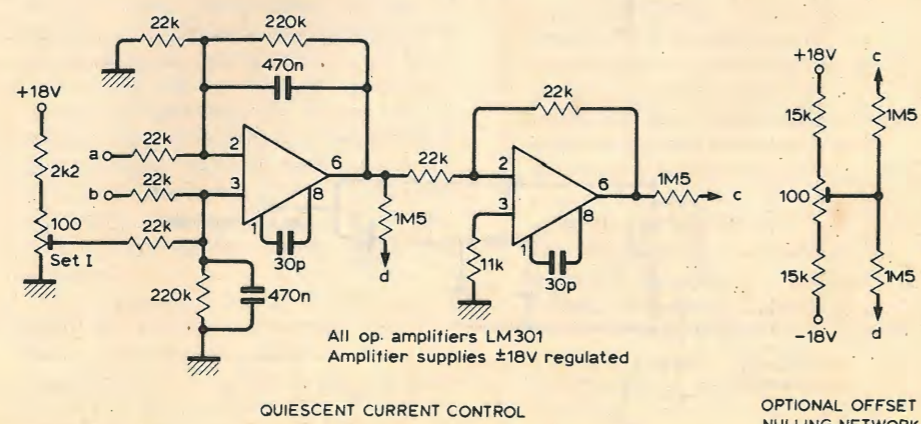 22k
220k
470n
+18V
+18V
c
22k
15k
1M5
a
22k
2
2k2
6
22k
2
6
1M5
c
b
22k
3
8
3
8
100
100
1
1M5
1
Set I
22k
30p
d
11k
30p
15k
1M5
220k
470n
-18V
d
All op. amplifiers LM301
Amplifier supplies ±18V regulated
QUIESCENT CURRENT CONTROL
OPTIONAL OFFSET
NULLING NETWORK